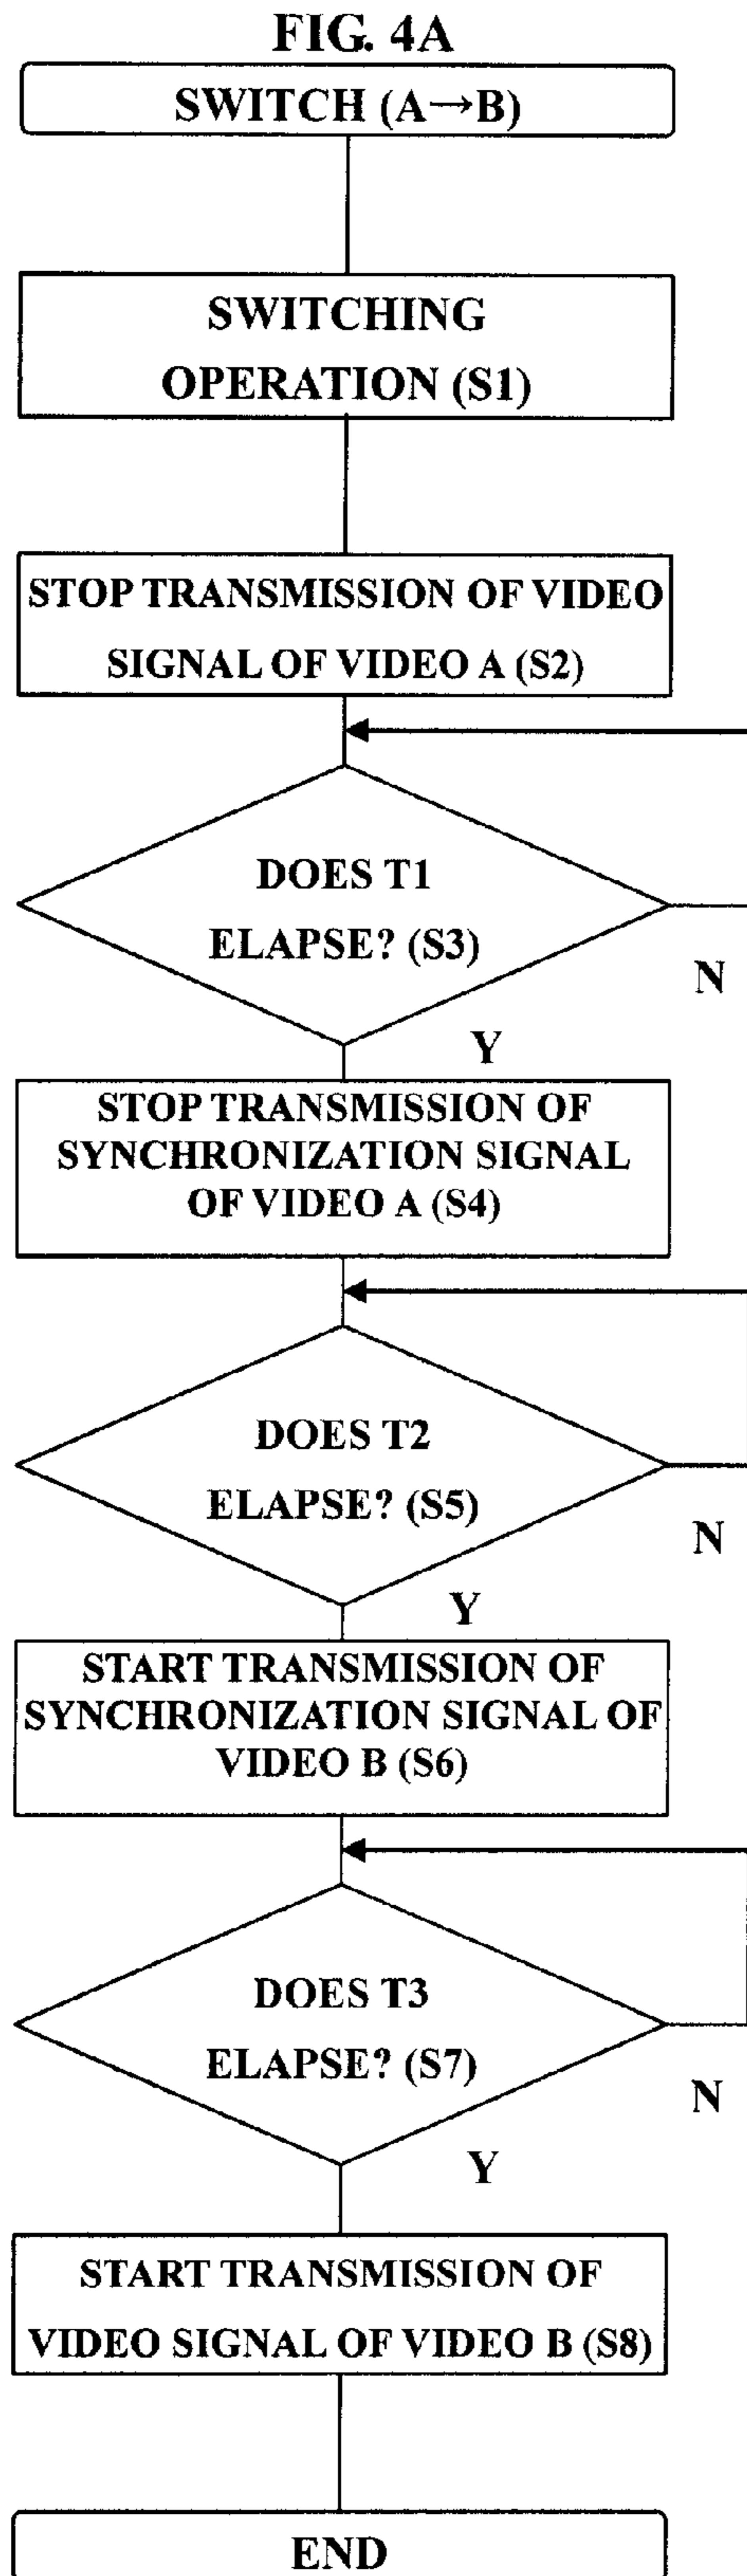 FIG. 4A
SWITCH (A→B)
SWITCHING
OPERATION (S1)
STOP TRANSMISSION OF VIDEO
SIGNAL OF VIDEO A (S2)
DOES T1
ELAPSE? (S3)
N
Y
STOP TRANSMISSION OF
SYNCHRONIZATION SIGNAL
OF VIDEO A (S4)
DOES T2
ELAPSE? (S5)
N
Y
START TRANSMISSION OF
SYNCHRONIZATION SIGNAL OF
VIDEO B (S6)
DOES T3
ELAPSE? (S7)
N
Y
START TRANSMISSION OF
VIDEO SIGNAL OF VIDEO B (S8)
END